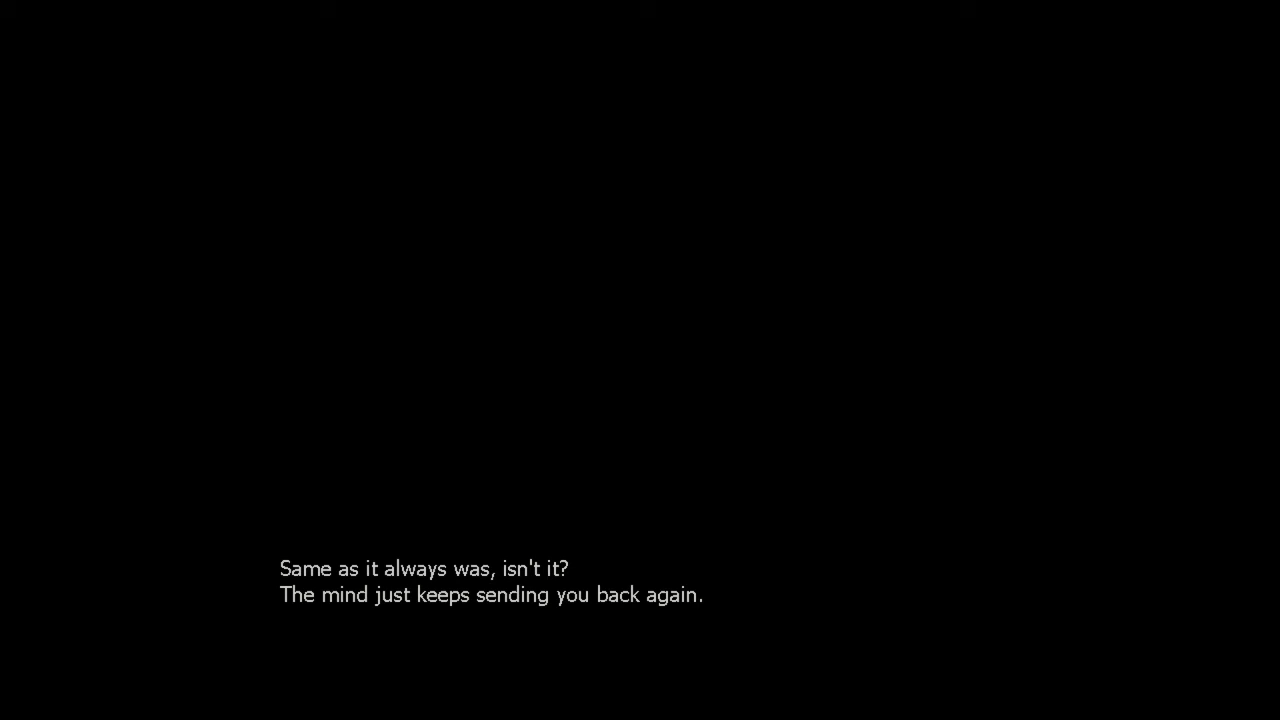 Same as it always was, isn't it?
The mind just keeps sending you back again.